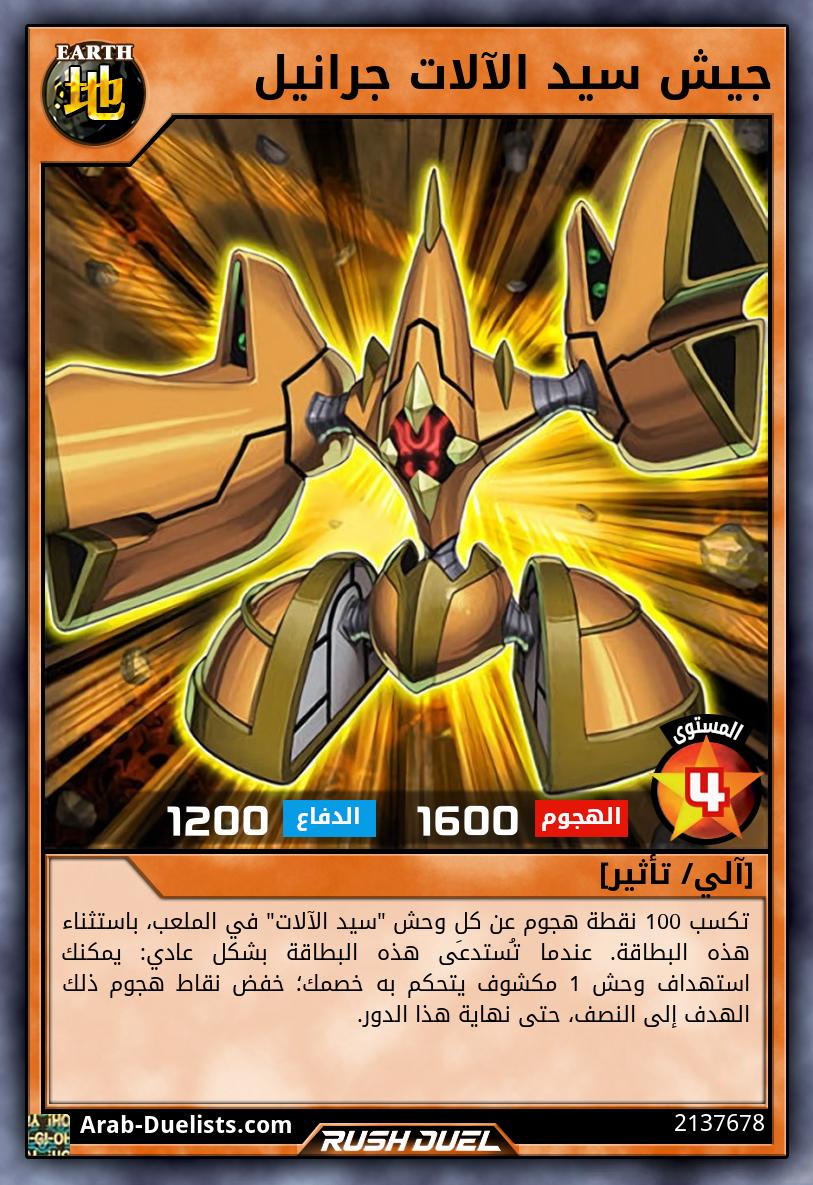 EARTH
地
جيش سيد الآلات جرانيل
المستوى
4
الهجوم 1600 الدفاع 1200
[آلي/ تأثير]
تكسب 100 نقطة هجوم عن كل وحش "سيد الآلات" في الملعب، باستثناء
هذه البطاقة. عندما تُستدعَى هذه البطاقة بشكل عادي: يمكنك
استهداف وحش 1 مكشوف يتحكم به خصمك؛ خفض نقاط هجوم ذلك
الهدف إلى النصف، حتى نهاية هذا الدور.
Arab-Duelists.com
RUSH DUEL
2137678